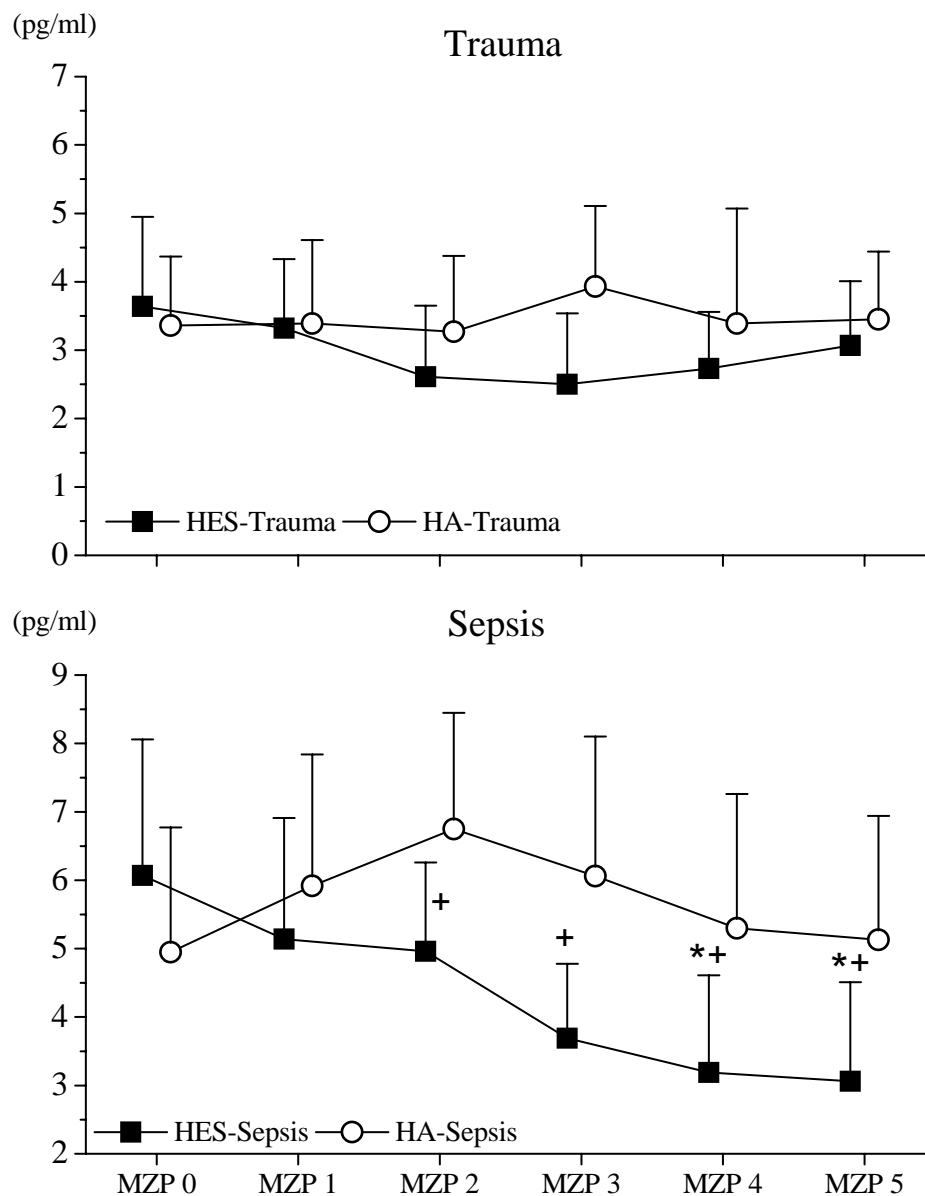 (pg/ml)
Trauma
7
6
5
4
3
2
1
0
HES-Trauma HA-Trauma
(pg/ml)
Sepsis
9
8
7
6
5
4
3
2
+
+
*+
*+
HES-Sepsis HA-Sepsis
MZP 0 MZP 1 MZP 2 MZP 3 MZP 4 MZP 5